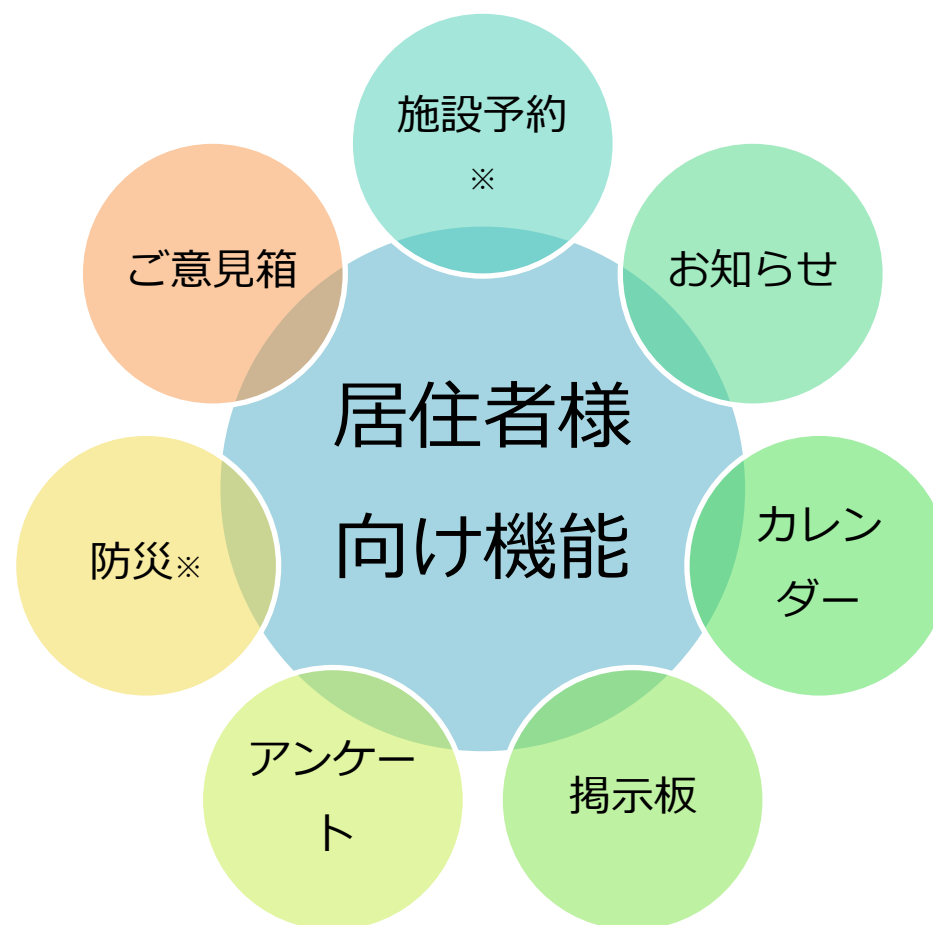 施設予約
※
ご意見箱
お知らせ
居住者様
向け機能
防災※
カレン
ダー
アンケー
ト
掲示板